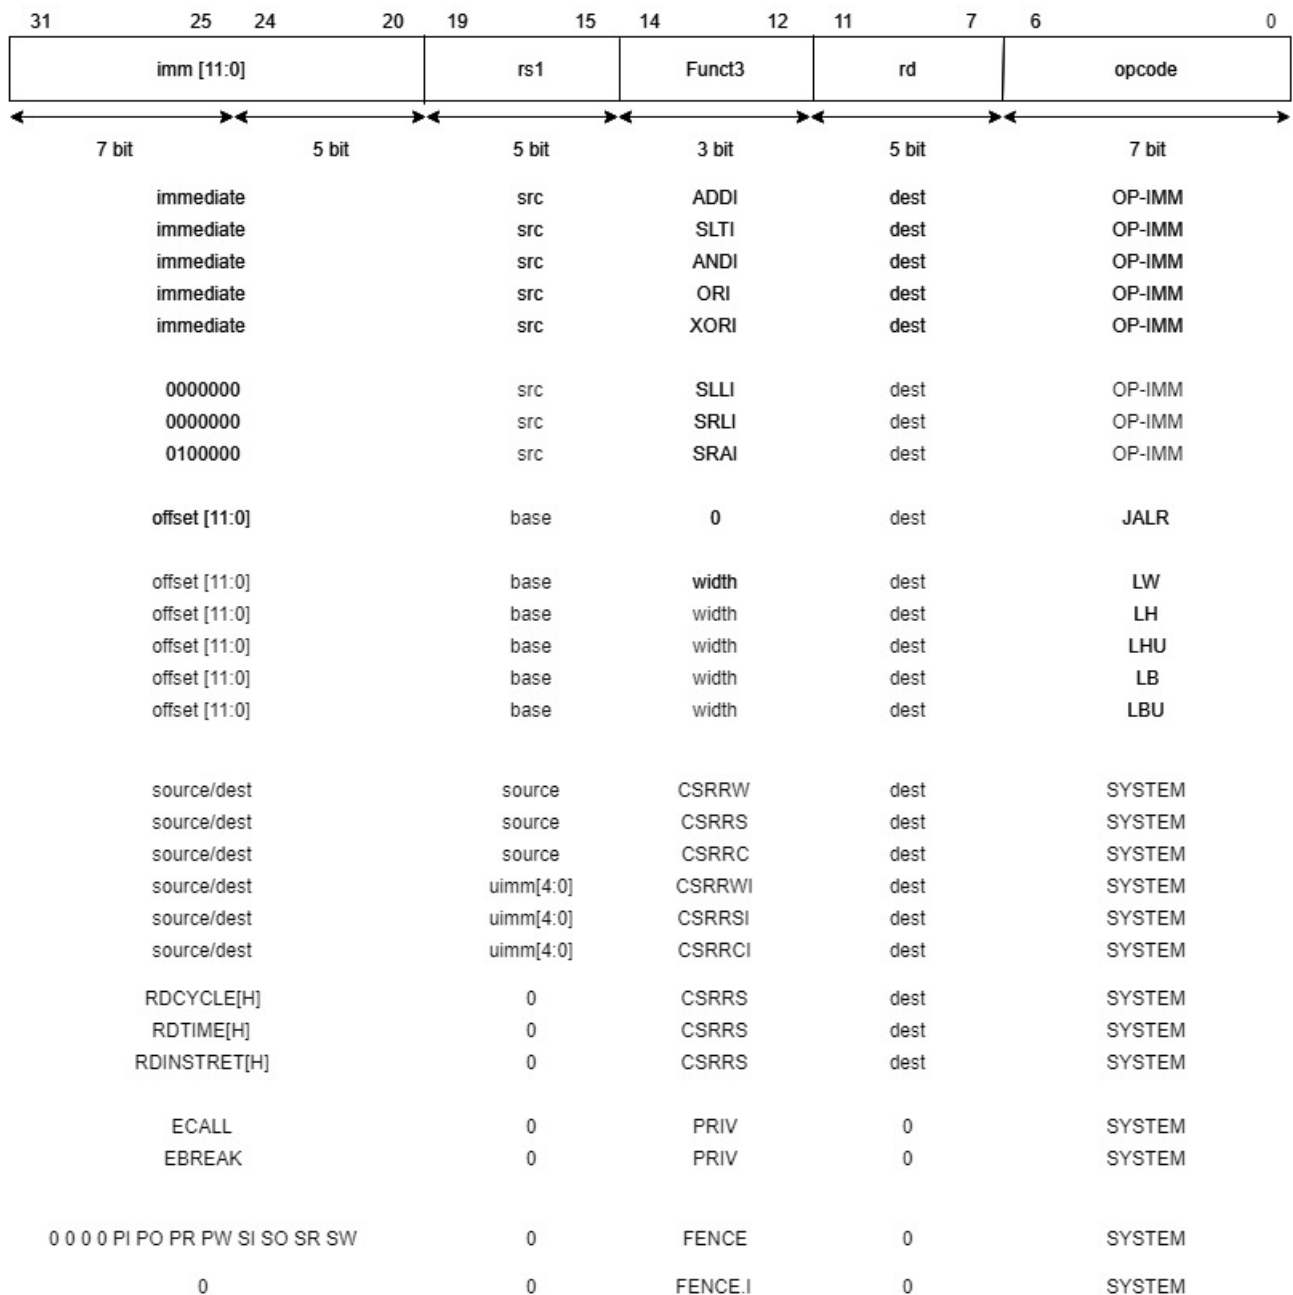 31 25 24 20 19 15 14 12 11 7 6 0
imm [11:0] rs1 Funct3 rd opcode
7 bit 5 bit 5 bit 3 bit 5 bit 7 bit
immediate src ADDI dest OP-IMM
immediate src SLTI dest OP-IMM
immediate src ANDI dest OP-IMM
immediate src ORI dest OP-IMM
immediate src XORI dest OP-IMM
0000000 src SLLI dest OP-IMM
0000000 src SRLI dest OP-IMM
0100000 src SRAI dest OP-IMM
offset [11:0] base 0 dest JALR
offset [11:0] base width dest LW
offset [11:0] base width dest LH
offset [11:0] base width dest LHU
offset [11:0] base width dest LB
offset [11:0] base width dest LBU
source/dest source CSRRW dest SYSTEM
source/dest source CSRRS dest SYSTEM
source/dest source CSRRC dest SYSTEM
source/dest uimm[4:0] CSRRWI dest SYSTEM
source/dest uimm[4:0] CSRRSI dest SYSTEM
source/dest uimm[4:0] CSRRCI dest SYSTEM
RDCYCLE[H] 0 CSRRS dest SYSTEM
RDTIME[H] 0 CSRRS dest SYSTEM
RDINSTRET[H] 0 CSRRS dest SYSTEM
ECALL 0 PRIV 0 SYSTEM
EBREAK 0 PRIV 0 SYSTEM
0 0 0 0 PI PO PR PW SI SO SR SW 0 FENCE 0 SYSTEM
0 0 FENCE.I 0 SYSTEM